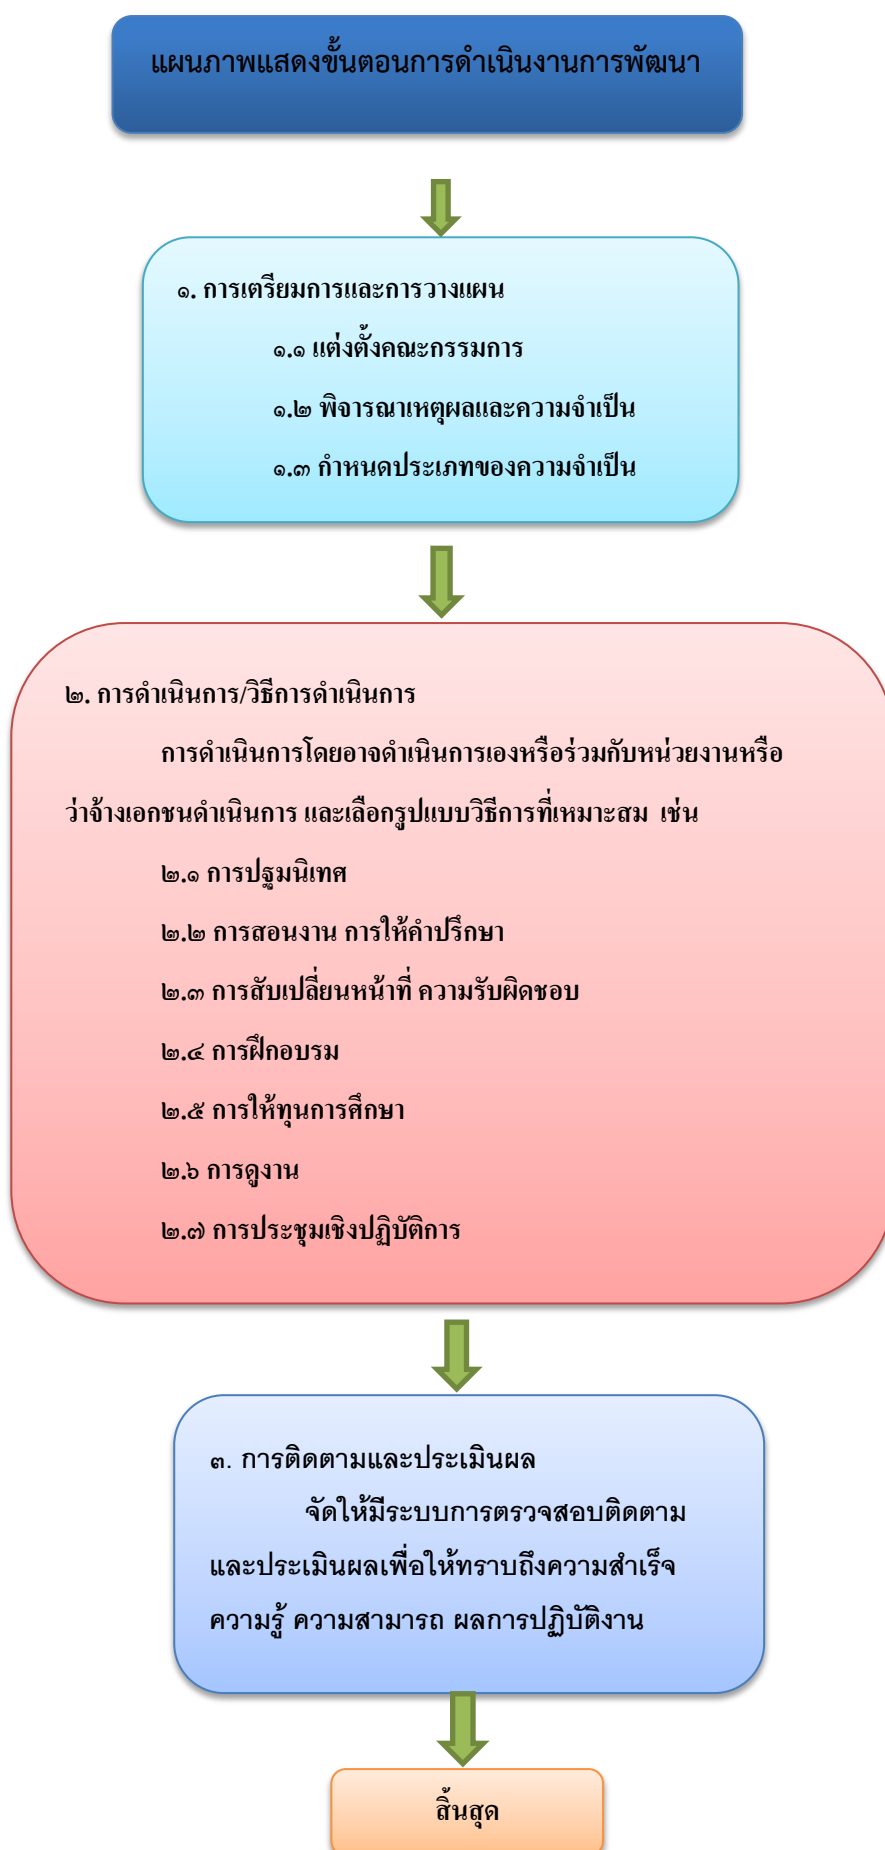 แผนภาพแสดงขั้นตอนการดำเนินงานการพัฒนา
๑. การเตรียมการและการวางแผน
๑.๑ แต่งตั้งคณะกรรมการ
๑.๒ พิจารณาเหตุผลและความจำเป็น
๑.๓ กำหนดประเภทของความจำเป็น
๒. การดำเนินการ/วิธีการดำเนินการ
การดำเนินการโดยอาจดำเนินการเองหรือร่วมกับหน่วยงานหรือ
ว่าจ้างเอกชนดำเนินการ และเลือกรูปแบบวิธีการที่เหมาะสม เช่น
๒.๑ การปฐมนิเทศ
๒.๒ การสอนงาน การให้คำปรึกษา
๒.๓ การสับเปลี่ยนหน้าที่ ความรับผิดชอบ
๒.๔ การฝึกอบรม
๒.๕ การให้ทุนการศึกษา
๒.๖ การดูงาน
๒.๗ การประชุมเชิงปฏิบัติการ
๓. การติดตามและประเมินผล
จัดให้มีระบบการตรวจสอบติดตาม
และประเมินผลเพื่อให้ทราบถึงความสำเร็จ
ความรู้ ความสามารถ ผลการปฏิบัติงาน
สิ้นสุด